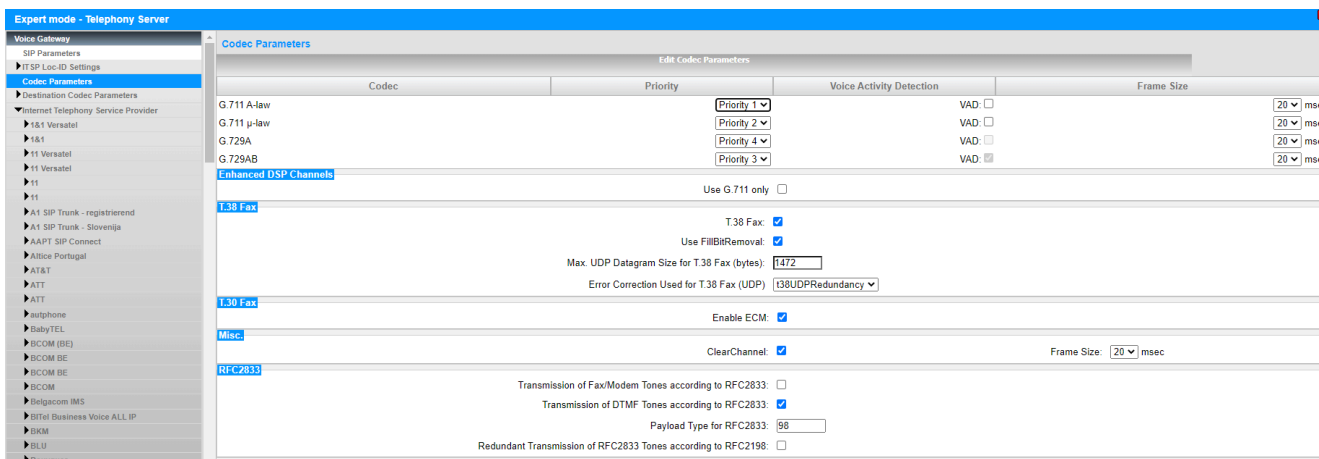 Expert mode - Telephony Server
Voice Gateway
SIP Parameters
ITSP Loc-ID Settings
Codec Parameters
Destination Codec Parameters
Internet Telephony Service Provider
1&1 Versatel
1&1
11 Versatel
11 Versatel
11
11
A1 SIP Trunk - registrierend
A1 SIP Trunk - Slovenija
AAPT SIP Connect
Altice Portugal
AT&T
ATT
ATT
autphone
BabyTEL
BCOM (BE)
BCOM BE
BCOM BE
BCOM
Belgacom IMS
BITel Business Voice ALL IP
BKM
BLU
Codec Parameters
Edit Codec Parameters
Codec Priority Voice Activity Detection Frame Size
G.711 A-law Priority 1 VAD: 20 mse
G.711 μ-law Priority 2 VAD: 20 mse
G.729A Priority 4 VAD: 20 mse
G.729AB Priority 3 VAD: 20 mse
Enhanced DSP Channels
Use G.711 only
T.38 Fax
T.38 Fax:
Use FillBitRemoval:
Max. UDP Datagram Size for T.38 Fax (bytes): 1472
Error Correction Used for T.38 Fax (UDP) t38UDPRedundancy
T.30 Fax
Enable ECM:
Misc.
ClearChannel: Frame Size: 20 msec
RFC2833
Transmission of Fax/Modem Tones according to RFC2833:
Transmission of DTMF Tones according to RFC2833:
Payload Type for RFC2833: 98
Redundant Transmission of RFC2833 Tones according to RFC2198: